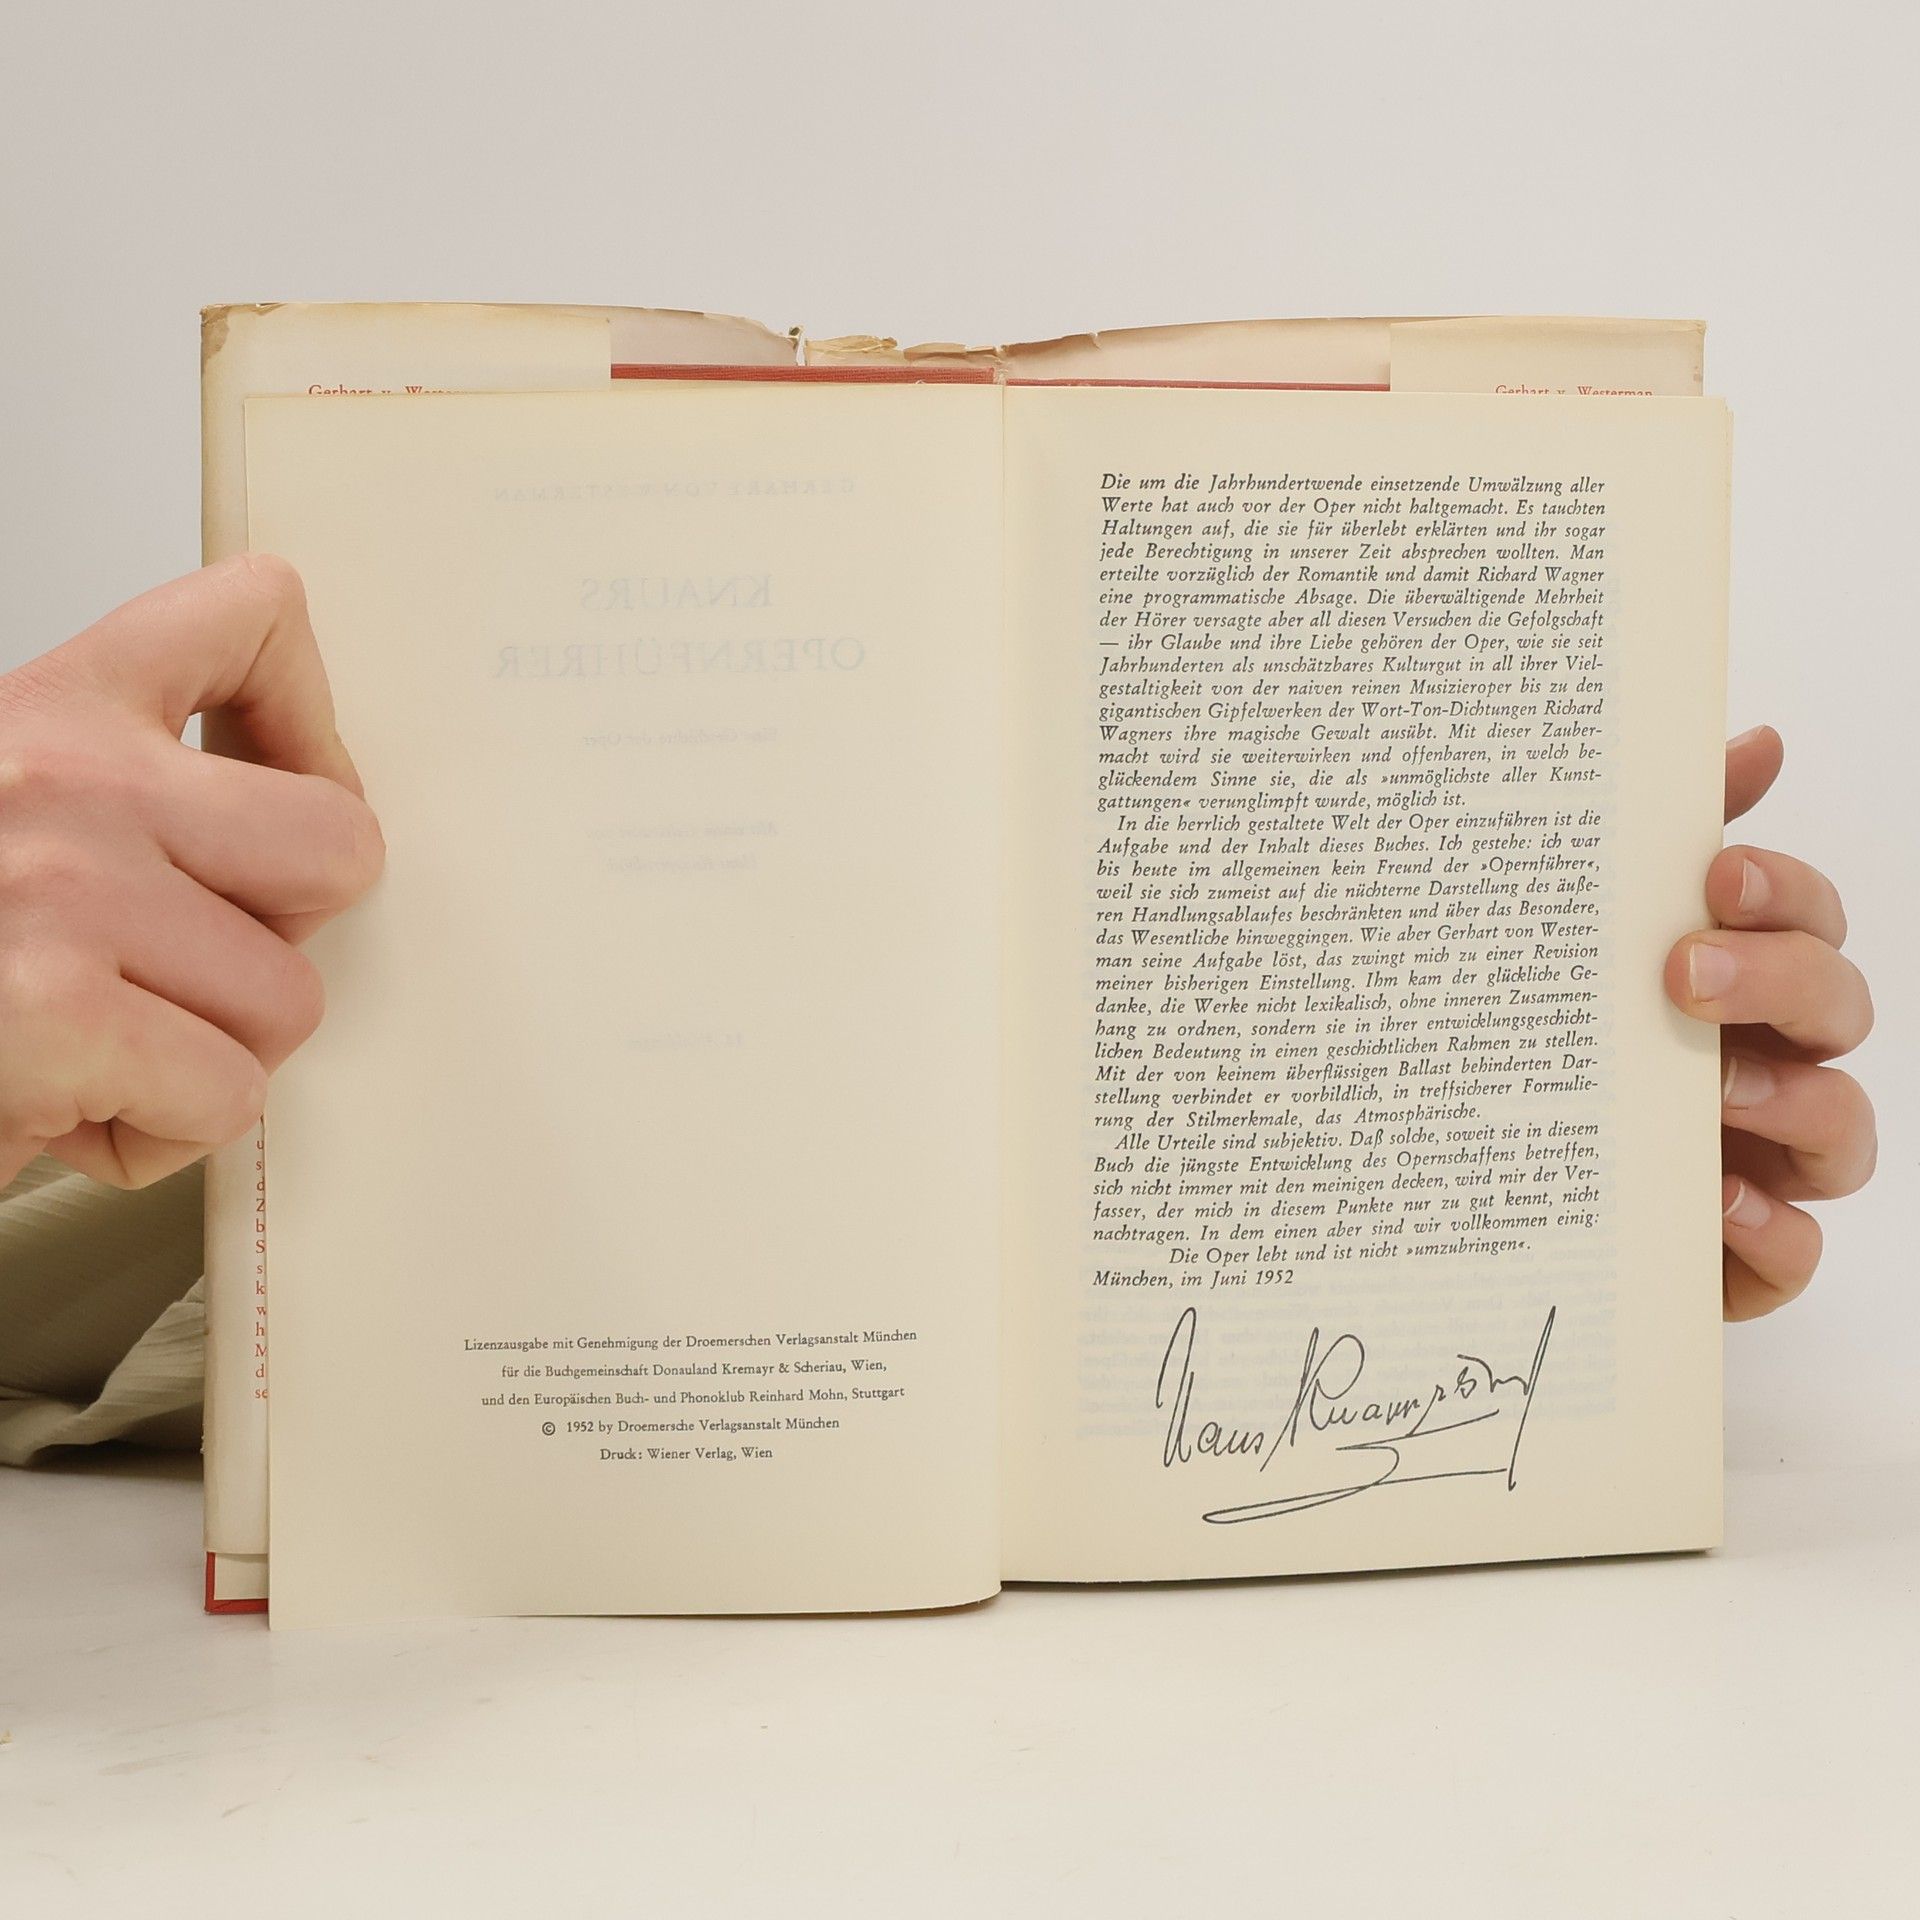 Gerhart v. Westerman
Gerhart v. Westerman
GERHART VON WESTERMAN
KNAURS
OPERNFÜHRER
Eine Geschichte der Oper
Lizenzausgabe mit Genehmigung der Droemerschen Verlagsanstalt München
für die Buchgemeinschaft Donauland Kremayr & Scheriau, Wien,
und den Europäischen Buch- und Phonoklub Reinhard Mohn, Stuttgart
© 1952 by Droemersche Verlagsanstalt München
Druck: Wiener Verlag, Wien
Die um die Jahrhundertwende einsetzende Umwälzung aller
Werte hat auch vor der Oper nicht haltgemacht. Es tauchten
Haltungen auf, die sie für überlebt erklärten und ihr sogar
jede Berechtigung in unserer Zeit absprechen wollten. Man
erteilte vorzüglich der Romantik und damit Richard Wagner
eine programmatische Absage. Die überwältigende Mehrheit
der Hörer versagte aber all diesen Versuchen die Gefolgschaft
— ihr Glaube und ihre Liebe gehören der Oper, wie sie seit
Jahrhunderten als unschätzbares Kulturgut in all ihrer Viel-
gestaltigkeit von der naiven reinen Musizieroper bis zu den
gigantischen Gipfelwerken der Wort-Ton-Dichtungen Richard
Wagners ihre magische Gewalt ausübt. Mit dieser Zauber-
macht wird sie weiterwirken und offenbaren, in welch be-
glückendem Sinne sie, die als »unmöglichste aller Kunst-
gattungen« verunglimpft wurde, möglich ist.
In die herrlich gestaltete Welt der Oper einzuführen ist die
Aufgabe und der Inhalt dieses Buches. Ich gestehe: ich war
bis heute im allgemeinen kein Freund der »Opernführer«,
weil sie sich zumeist auf die nüchterne Darstellung des äuße-
ren Handlungsablaufes beschränkten und über das Besondere,
das Wesentliche hinweggingen. Wie aber Gerhart von Wester-
man seine Aufgabe löst, das zwingt mich zu einer Revision
meiner bisherigen Einstellung. Ihm kam der glückliche Ge-
danke, die Werke nicht lexikalisch, ohne inneren Zusammen-
hang zu ordnen, sondern sie in ihrer entwicklungsgeschicht-
lichen Bedeutung in einen geschichtlichen Rahmen zu stellen.
Mit der von keinem überflüssigen Ballast behinderten Dar-
stellung verbindet er vorbildlich, in treffsicherer Formulie-
rung der Stilmerkmale, das Atmosphärische.
Alle Urteile sind subjektiv. Daß solche, soweit sie in diesem
Buch die jüngste Entwicklung des Opernschaffens betreffen,
sich nicht immer mit den meinigen decken, wird mir der Ver-
fasser, der mich in diesem Punkte nur zu gut kennt, nicht
nachtragen. In dem einen aber sind wir vollkommen einig:
Die Oper lebt und ist nicht »umzubringen«.
München, im Juni 1952
Hans Knappertsbusch